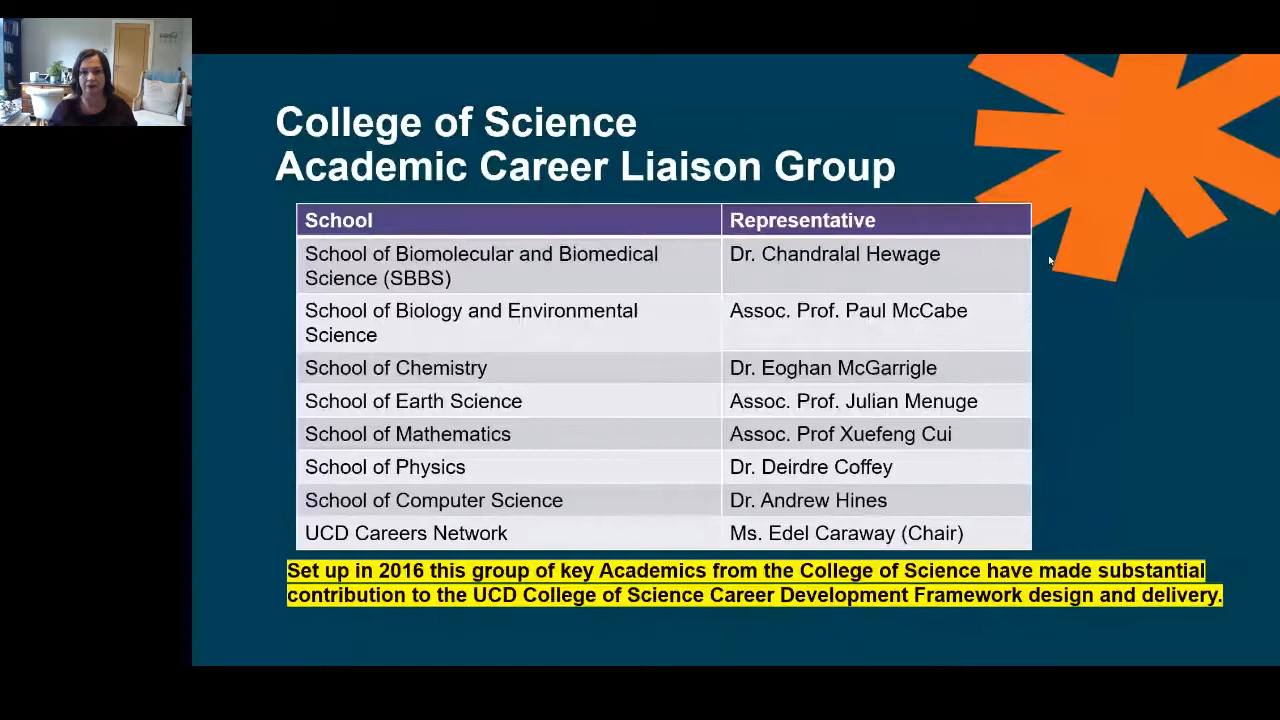 College of Science
Academic Career Liaison Group
School Representative
School of Biomolecular and Biomedical Dr. Chandralal Hewage
Science (SBBS)
School of Biology and Environmental Assoc. Prof. Paul McCabe
Science
School of Chemistry Dr. Eoghan McGarrigle
School of Earth Science Assoc. Prof. Julian Menuge
School of Mathematics Assoc. Prof Xuefeng Cui
School of Physics Dr. Deirdre Coffey
School of Computer Science Dr. Andrew Hines
UCD Careers Network Ms. Edel Caraway (Chair)
Set up in 2016 this group of key Academics from the College of Science have made substantial
contribution to the UCD College of Science Career Development Framework design and delivery.